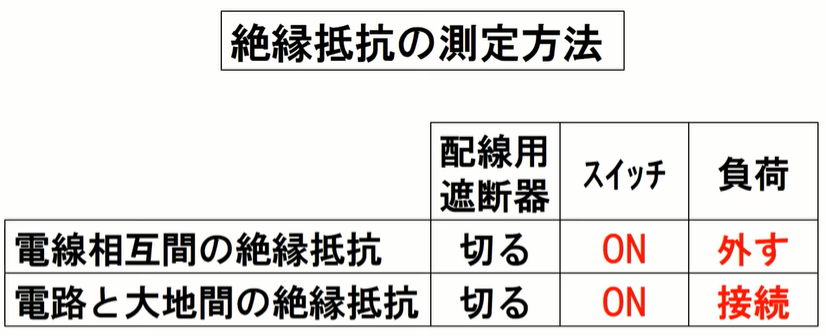 絶縁抵抗の測定方法
配線用
遮断器
スイッチ
負荷
電線相互間の絶縁抵抗 切る ON 外す
電路と大地間の絶縁抵抗 切る ON 接続